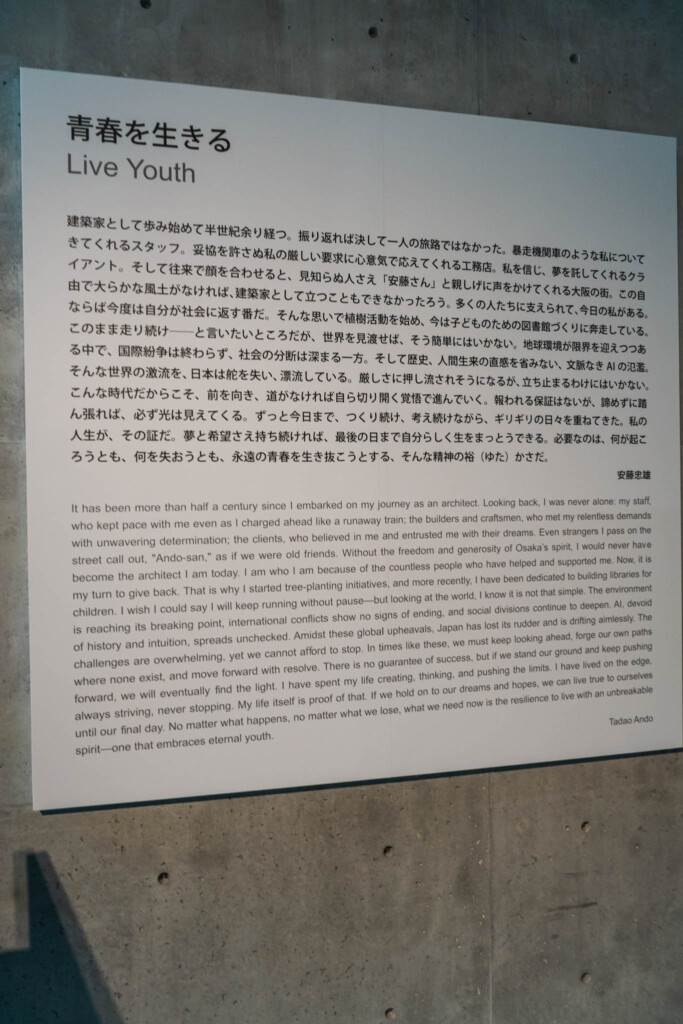 青春を生きる
Live Youth
建築家として歩み始めて半世紀余り経つ。振り返れば決して一人の旅路ではなかった。暴走機関車のような私について
きてくれるスタッフ。妥協を許さぬ私の厳しい要求に心意気で応えてくれる工務店。私を信じ、夢を託してくれるクラ
イアント。そして往来で顔を合わせると、見知らぬ人さえ「安藤さん」と親しげに声をかけてくれる大阪の街。この自
由で大らかな風土がなければ、建築家として立つこともできなかったろう。多くの人たちに支えられて、今日の私がある。
ならば今度は自分が社会に返す番だ。そんな思いで植樹活動を始め、今は子どものための図書館づくりに奔走している。
このまま走り続け──と言いたいところだが、世界を見渡せば、そう簡単にはいかない。地球環境が限界を迎えつつあ
る中で、国際紛争は終わらず、社会の分断は深まる一方。そして歴史、人間生来の直感を省みない、文脈なき AI の氾濫。
そんな世界の激流を、日本は舵を失い、漂流している。厳しさに押し流されそうになるが、立ち止まるわけにはいかない。
こんな時代だからこそ、前を向き、道がなければ自ら切り開く覚悟で進んでいく。報われる保証はないが、諦めずに踏
ん張れば、必ず光は見えてくる。ずっと今日まで、つくり続け、考え続けながら、ギリギリの日々を重ねてきた。私の
人生が、その証だ。夢と希望さえ持ち続ければ、最後の日まで自分らしく生をまっとうできる。必要なのは、何が起こ
ろうとも、何を失おうとも、永遠の青春を生き抜こうとする、そんな精神の裕（ゆた）かさだ。
安藤忠雄
It has been more than half a century since I embarked on my journey as an architect. Looking back, I was never alone: my staff,
who kept pace with me even as I charged ahead like a runaway train; the builders and craftsmen, who met my relentless demands
with unwavering determination; the clients, who believed in me and entrusted me with their dreams. Even strangers I pass on the
street call out, "Ando-san," as if we were old friends. Without the freedom and generosity of Osaka's spirit, I would never have
become the architect I am today. I am who I am because of the countless people who have helped and supported me. Now, it is
my turn to give back. That is why I started tree-planting initiatives, and more recently, I have been dedicated to building libraries for
children. I wish I could say I will keep running without pause—but looking at the world, I know it is not that simple. The environment
is reaching its breaking point, international conflicts show no signs of ending, and social divisions continue to deepen. AI, devoid
of history and intuition, spreads unchecked. Amidst these global upheavals, Japan has lost its rudder and is drifting aimlessly. The
challenges are overwhelming, yet we cannot afford to stop. In times like these, we must keep looking ahead, forge our own paths
where none exist, and move forward with resolve. There is no guarantee of success, but if we stand our ground and keep pushing
forward, we will eventually find the light. I have spent my life creating, thinking, and pushing the limits. I have lived on the edge,
always striving, never stopping. My life itself is proof of that. If we hold on to our dreams and hopes, we can live true to ourselves
until our final day. No matter what happens, no matter what we lose, what we need now is the resilience to live with an unbreakable
spirit—one that embraces eternal youth.
Tadao Ando